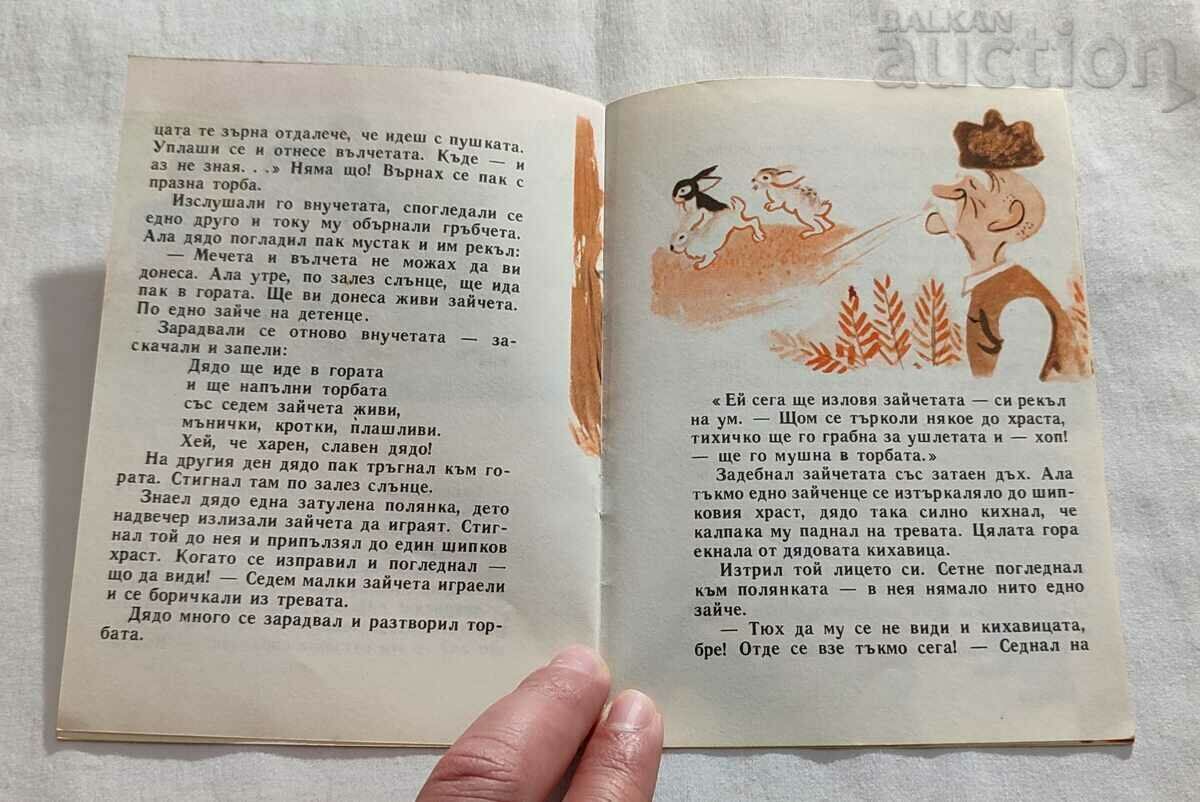 BALKAN
auction
цата те зърна отдалече, че идеш с пушката.
Уплаши се и отнесе вълчетата. Къде — и
аз не зная. . .» Няма що! Върнах се пак с
празна торба.
Изслушали го внучетата, спогледали се
едно друго и току му обърнали гръбчета.
Ала дядо погладил пак мустак и им рекъл:
— Мечета и вълчета не можах да ви
донеса. Ала утре, по залез слънце, ще ида
пак в гората. Ще ви донеса живи зайчета.
По едно зайче на детенце.
Зарадвали се отново внучетата — за-
скачали и запели:
Дядо ще иде в гората
и ще напълни торбата
със седем зайчета живи,
мънички, кротки, плашливи.
Хей, че харен, славен дядо!
На другия ден дядо пак тръгнал към го-
рата. Стигнал там по залез слънце.
Знаел дядо една затулена полянка, дето
надвечер излизали зайчета да играят. Стиг-
нал той до нея и припълзял до един шипков
храст. Когато се изправил и погледнал —
що да види! — Седем малки зайчета играели
и се боричкали из тревата.
Дядо много се зарадвал и разтворил тор-
бата.
« Ей сега ще изловя зайчетата — си рекъл
на ум. — Щом се търколи някое до храста,
тихичко ще го грабна за ушлетата и — хоп!
— ще го мушна в торбата.»
Задебнал зайчетата със затаен дъх. Ала
тъкмо едно зайченце се изтъркаляло до шип-
ковия храст, дядо така силно кихнал, че
калпака му паднал на тревата. Цялата гора
екнала от дядовата кихавица.
Изтрил той лицето си. Сетне погледнал
към полянката — в нея нямало нито едно
зайче.
— Тюх да му се не види и кихавицата,
бре! Отде се взе тъкмо сега! — Седнал на